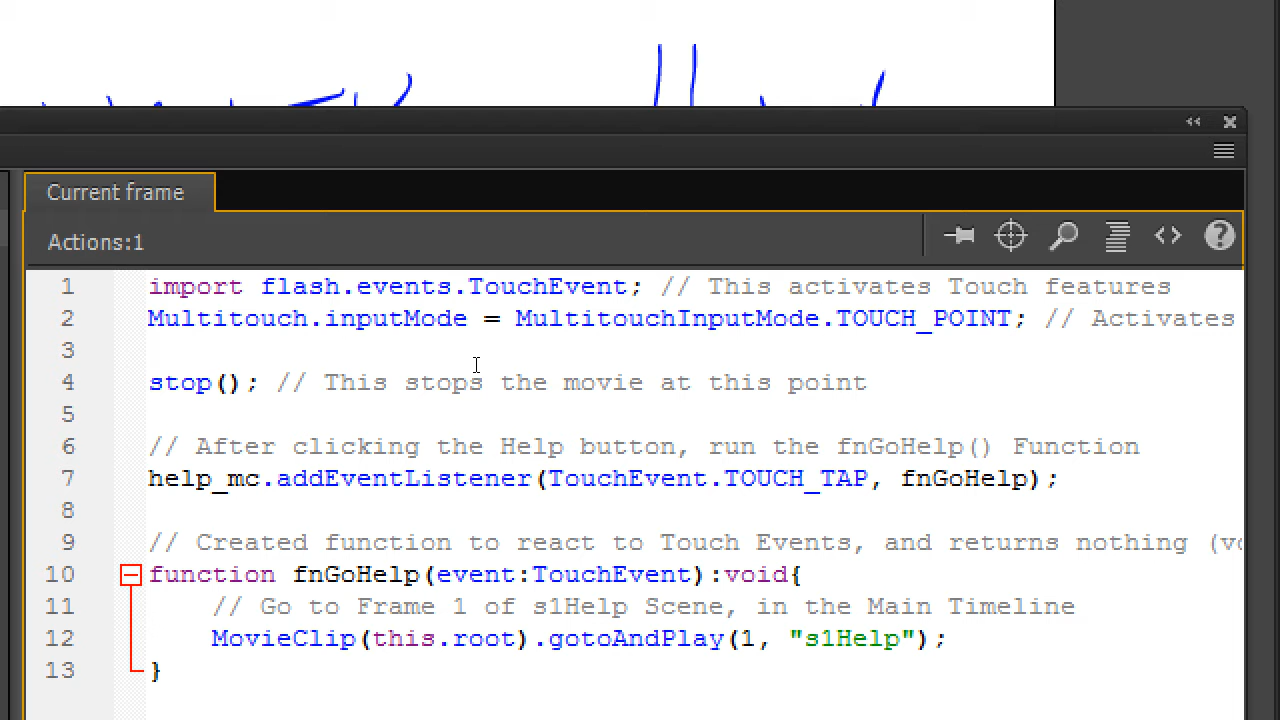 Current frame
Actions:1
1 import flash.events.TouchEvent; // This activates Touch features
2 Multitouch.inputMode = MultitouchInputMode.TOUCH_POINT; // Activates
3
4 stop(); // This stops the movie at this point
5
6 // After clicking the Help button, run the fnGoHelp() Function
7 help_mc.addEventListener(TouchEvent.TOUCH_TAP, fnGoHelp);
8
9 // Created function to react to Touch Events, and returns nothing
10 function fnGoHelp(event:TouchEvent):void{
11 // Go to Frame 1 of s1Help Scene, in the Main Timeline
12 MovieClip(this.root).gotoAndPlay(1, "s1Help");
13 }